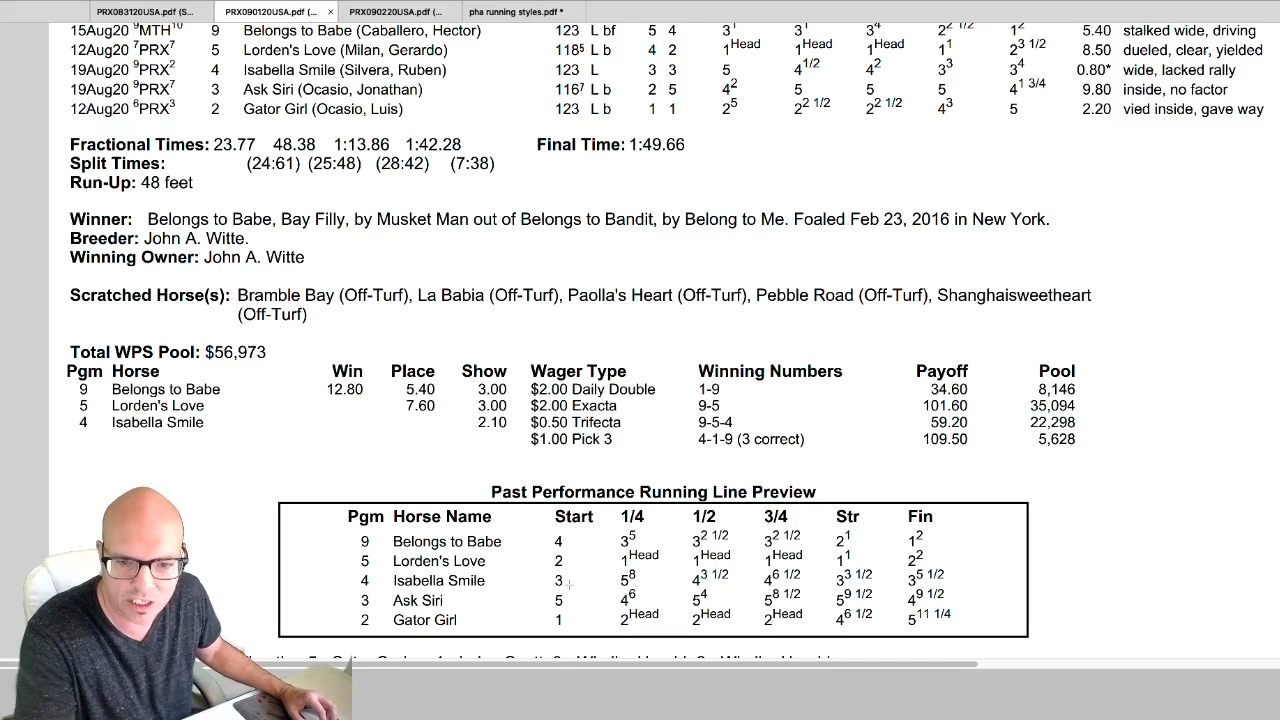 PRX083120USA.pdf (S...
PRX090120USA.pdf (... ×
PRX090220USA.pdf (...
pha running styles.pdf *
15Aug20 ⁹MTH¹⁰ 9 Belongs to Babe (Caballero, Hector) 123 L bf 5 4 3¹ 3¹ 3⁴ 2² ¹/² 1² 5.40 stalked wide, driving
12Aug20 ⁷PRX⁷ 5 Lorden's Love (Milan, Gerardo) 118⁵ L b 4 2 1Head 1Head 1Head 1¹ 2³ ¹/² 8.50 dueled, clear, yielded
19Aug20 ⁹PRX² 4 Isabella Smile (Silvera, Ruben) 123 L 3 3 5 4¹/² 4² 3³ 3⁴ 0.80* wide, lacked rally
19Aug20 ⁹PRX⁷ 3 Ask Siri (Ocasio, Jonathan) 116⁷ L b 2 5 4² 5 5 5 4¹ ³/⁴ 9.80 inside, no factor
12Aug20 ⁶PRX³ 2 Gator Girl (Ocasio, Luis) 123 L b 1 1 2⁵ 2² ¹/² 2² ¹/² 4³ 5 2.20 vied inside, gave way
Fractional Times: 23.77 48.38 1:13.86 1:42.28 Final Time: 1:49.66
Split Times: (24:61) (25:48) (28:42) (7:38)
Run-Up: 48 feet
Winner: Belongs to Babe, Bay Filly, by Musket Man out of Belongs to Bandit, by Belong to Me. Foaled Feb 23, 2016 in New York.
Breeder: John A. Witte.
Winning Owner: John A. Witte
Scratched Horse(s): Bramble Bay (Off-Turf), La Babia (Off-Turf), Paolla's Heart (Off-Turf), Pebble Road (Off-Turf), Shanghaisweetheart
(Off-Turf)
Total WPS Pool: $56,973
Pgm Horse Win Place Show Wager Type Winning Numbers Payoff Pool
9 Belongs to Babe 12.80 5.40 3.00 $2.00 Daily Double 1-9 34.60 8,146
5 Lorden's Love 7.60 3.00 $2.00 Exacta 9-5 101.60 35,094
4 Isabella Smile 2.10 $0.50 Trifecta 9-5-4 59.20 22,298
$1.00 Pick 3 4-1-9 (3 correct) 109.50 5,628
Past Performance Running Line Preview
Pgm Horse Name Start 1/4 1/2 3/4 Str Fin
9 Belongs to Babe 4 3⁵ 3² ¹/² 3² ¹/² 2¹ 1²
5 Lorden's Love 2 1Head 1Head 1Head 1¹ 2²
4 Isabella Smile 3 5⁸ 4³ ¹/² 4⁶ ¹/² 3³ ¹/² 3⁵ ¹/²
3 Ask Siri 5 4⁶ 5⁴ 5⁸ ¹/² 5⁹ ¹/² 4⁹ ¹/²
2 Gator Girl 1 2Head 2Head 2Head 4⁶ ¹/² 5¹¹ ¹/⁴